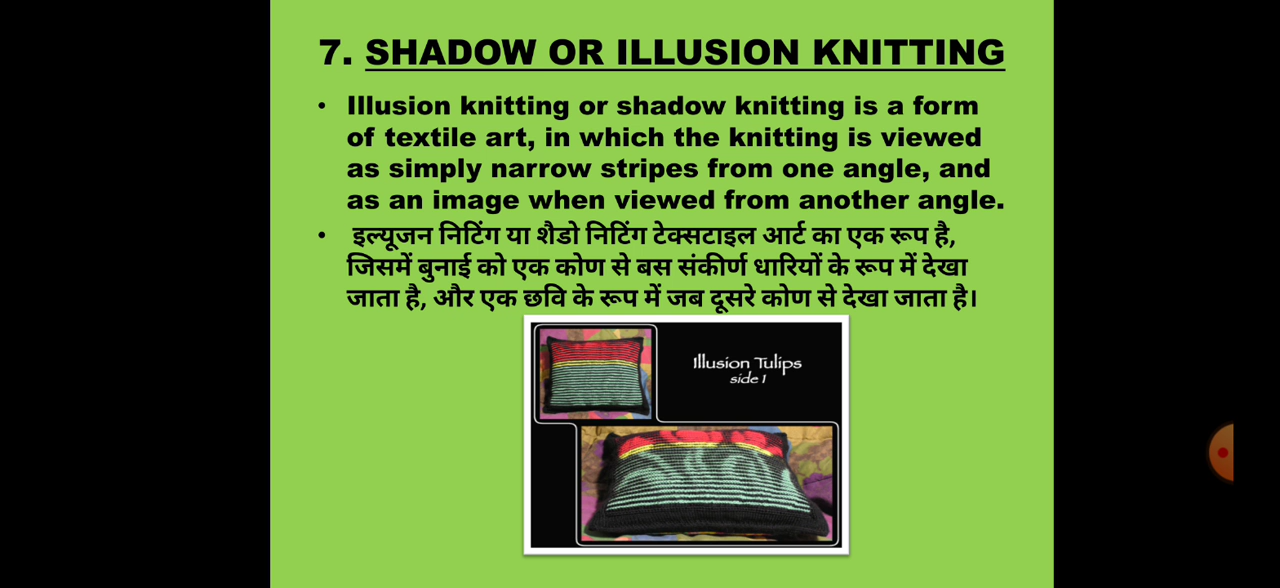 7. SHADOW OR ILLUSION KNITTING
• Illusion knitting or shadow knitting is a form
of textile art, in which the knitting is viewed
as simply narrow stripes from one angle, and
as an image when viewed from another angle.
• इल्यूजन निटिंग या शैडो निटिंग टेक्सटाइल आर्ट का एक रूप है,
जिसमें बुनाई को एक कोण से बस संकीर्ण धारियों के रूप में देखा
जाता है, और एक छवि के रूप में जब दूसरे कोण से देखा जाता है।
Illusion Tulips
side 1